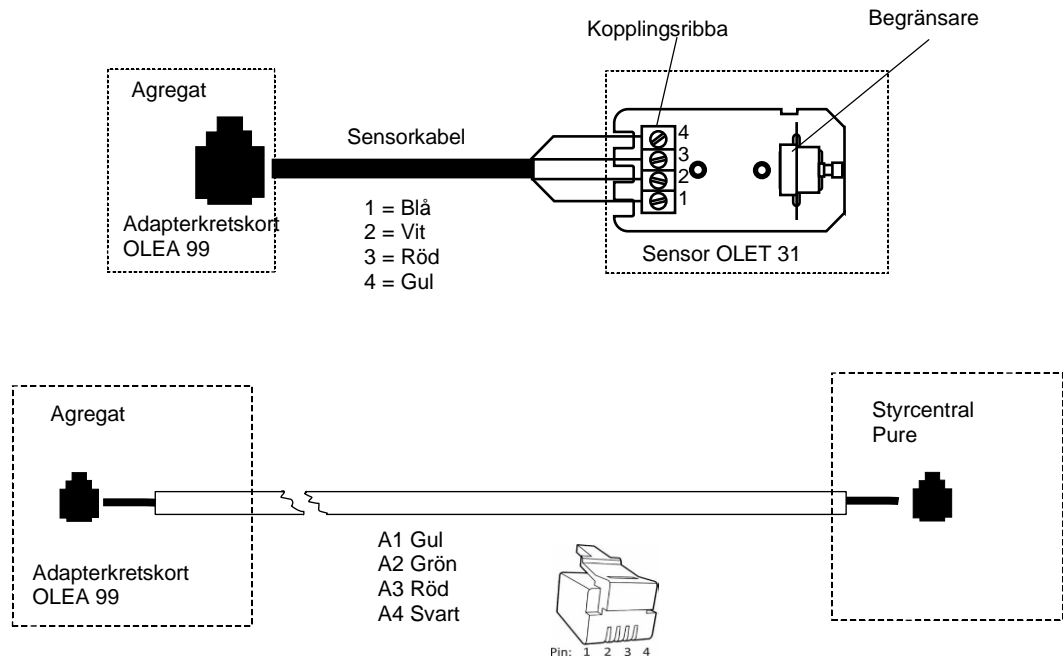 Kopplingsribba
Begränsare
Agregat
Sensorkabel
4
3
2
1
Adapterkretskort
OLEA 99
1 = Blå
2 = Vit
3 = Röd
4 = Gul
Sensor OLET 31
Agregat
Styrcentral
Pure
Adapterkretskort
OLEA 99
A1 Gul
A2 Grön
A3 Röd
A4 Svart
Pin: 1 2 3 4